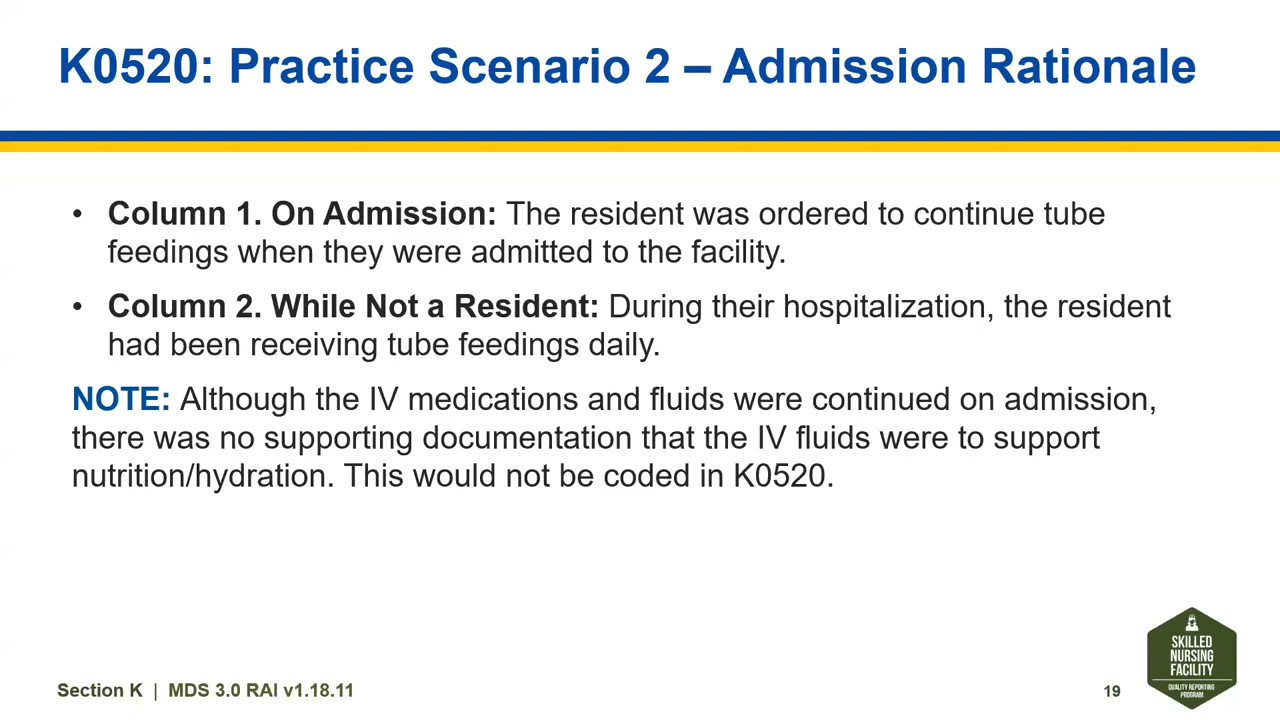 K0520: Practice Scenario 2 – Admission Rationale
• Column 1. On Admission: The resident was ordered to continue tube
feedings when they were admitted to the facility.
• Column 2. While Not a Resident: During their hospitalization, the resident
had been receiving tube feedings daily.
NOTE: Although the IV medications and fluids were continued on admission,
there was no supporting documentation that the IV fluids were to support
nutrition/hydration. This would not be coded in K0520.
SKILLED
NURSING
FACILITY
QUALITY REPORTING
PROGRAM
Section K | MDS 3.0 RAI v1.18.11
19